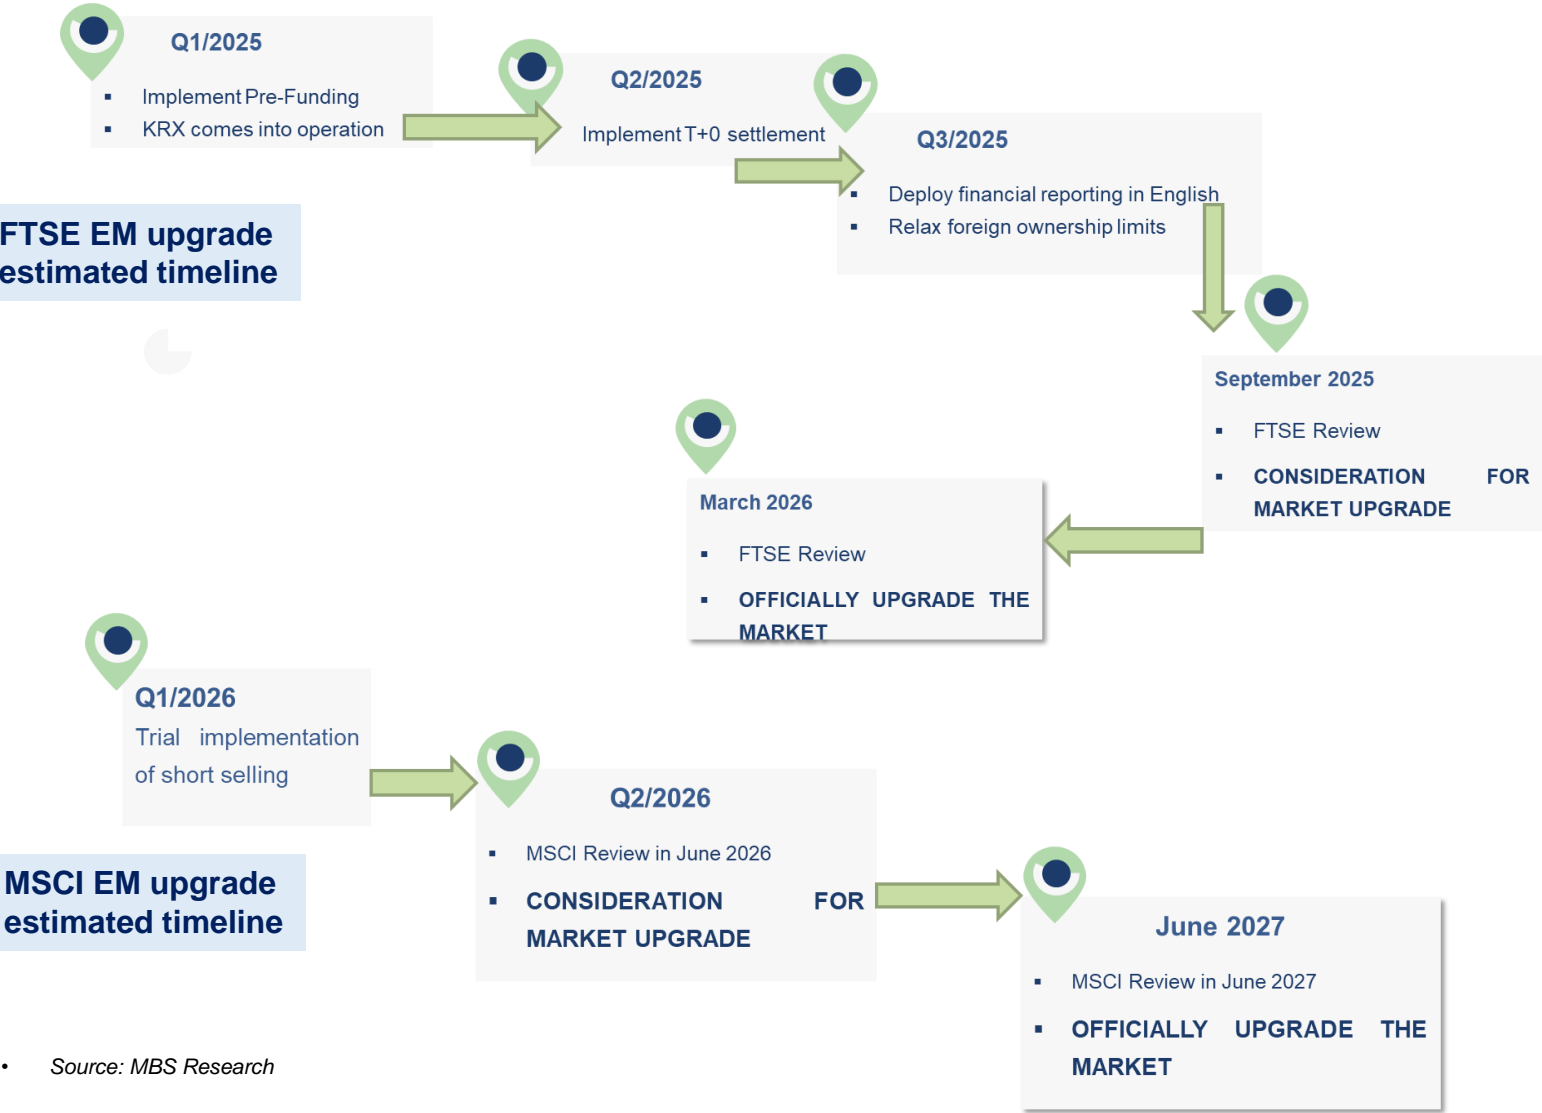 Q1/2025
▪ Implement Pre-Funding
▪ KRX comes into operation
Q2/2025
Implement T+0 settlement
Q3/2025
▪ Deploy financial reporting in English
▪ Relax foreign ownership limits
FTSE EM upgrade
estimated timeline
September 2025
▪ FTSE Review
▪ CONSIDERATION FOR
MARKET UPGRADE
March 2026
▪ FTSE Review
▪ OFFICIALLY UPGRADE THE
MARKET
Q1/2026
Trial implementation
of short selling
Q2/2026
▪ MSCI Review in June 2026
▪ CONSIDERATION FOR
MARKET UPGRADE
MSCI EM upgrade
estimated timeline
June 2027
▪ MSCI Review in June 2027
▪ OFFICIALLY UPGRADE THE
MARKET
• Source: MBS Research